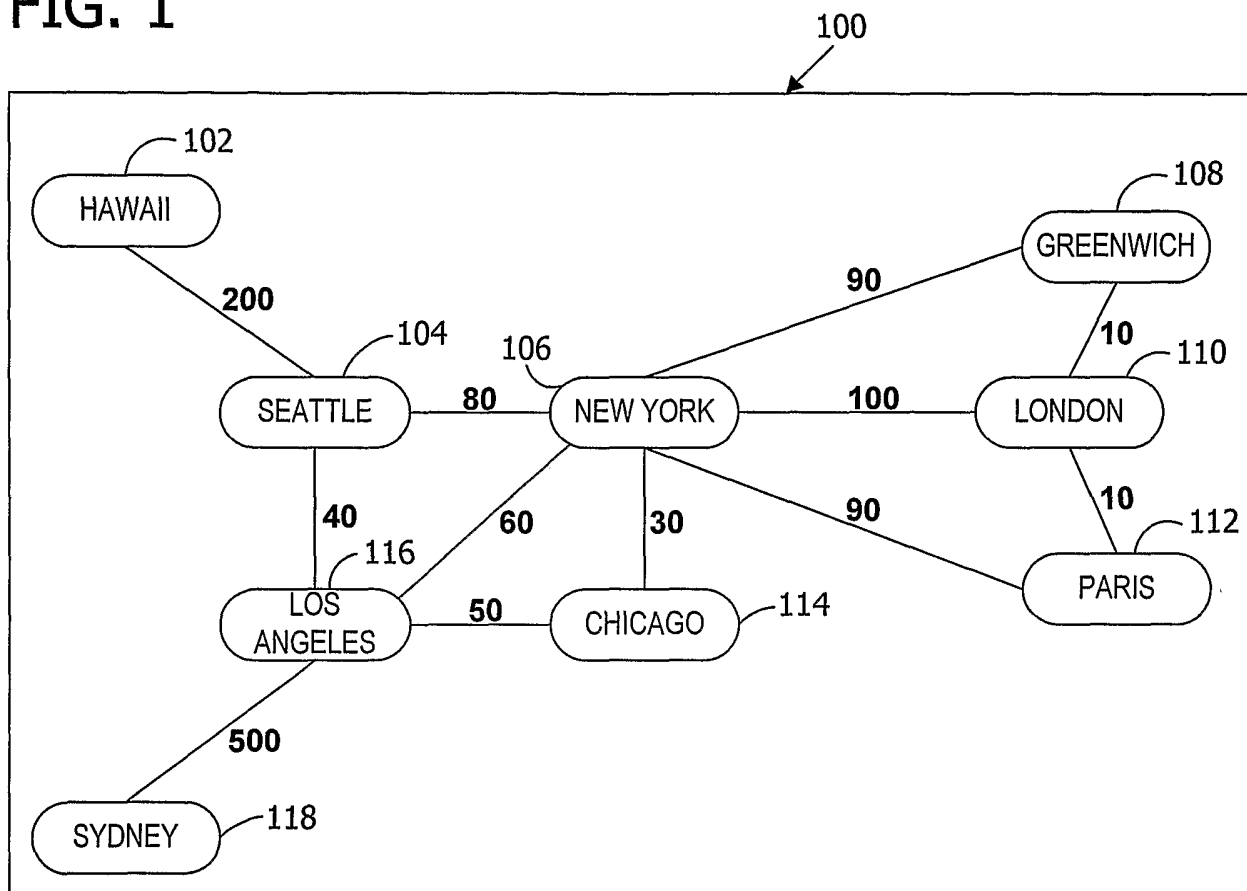 FIG. 1
100
102
HAWAII
108
GREENWICH
200
90
104
106
10
110
SEATTLE
80
NEW YORK
100
LONDON
40
60
30
90
10
112
116
LOS
ANGELES
50
CHICAGO
114
PARIS
500
SYDNEY
118